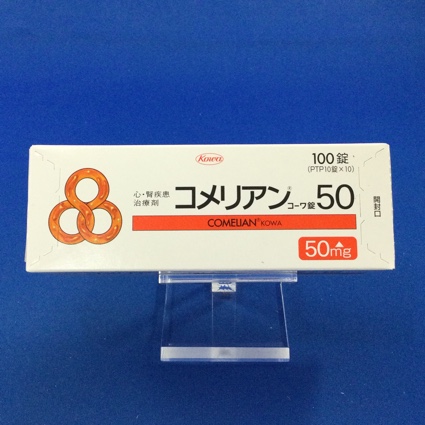 Kowa
100錠
(PTP10錠×10)
心・腎疾患
治療剤
コメリアン®コーワ錠50
COMELIAN®KOWA
50mg
開封口